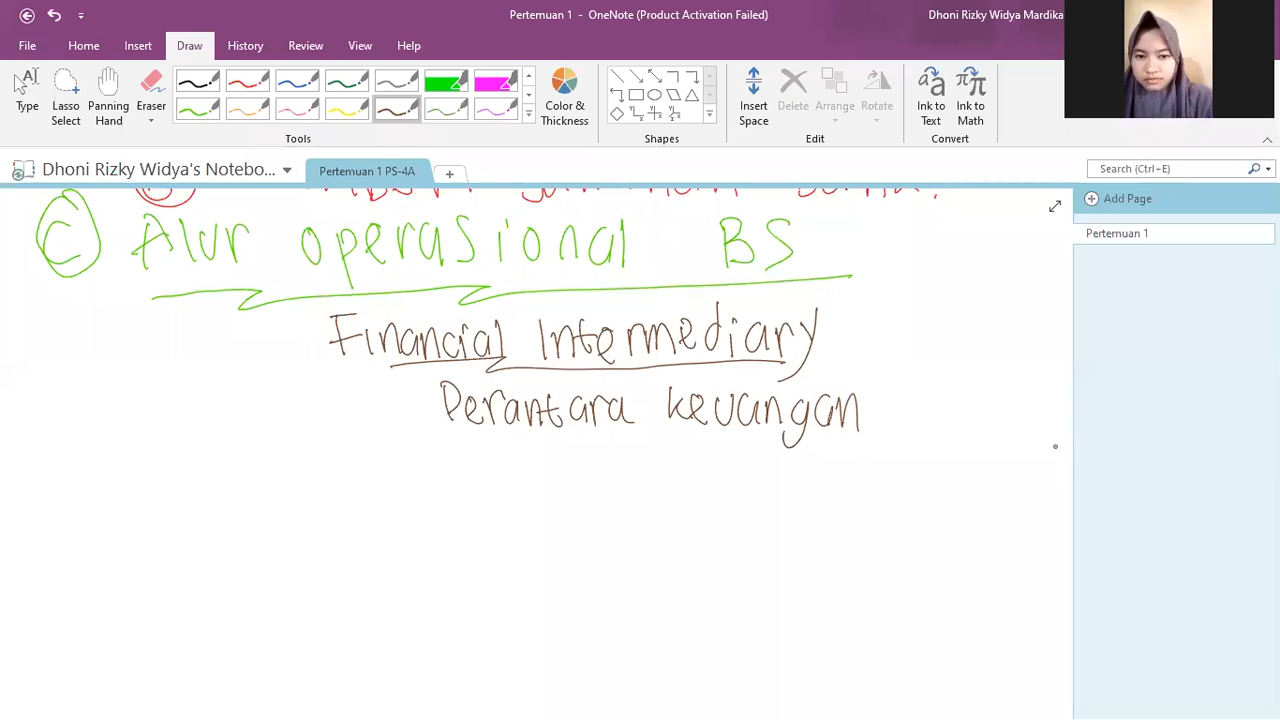 Pertemuan 1 - OneNote (Product Activation Failed)
Dhoni Rizky Widya Mardika
File Home Insert Draw History Review View Help
Type
Lasso Select
Panning Hand
Eraser
Color & Thickness
Insert Space
Delete
Arrange
Rotate
Ink to Text
Ink to Math
Tools
Shapes
Edit
Convert
Dhoni Rizky Widya's Notebo...
Pertemuan 1 PS-4A
Search (Ctrl+E)
Add Page
Pertemuan 1
C Alur operasional BS
Financial Intermediary
Perantara keuangan